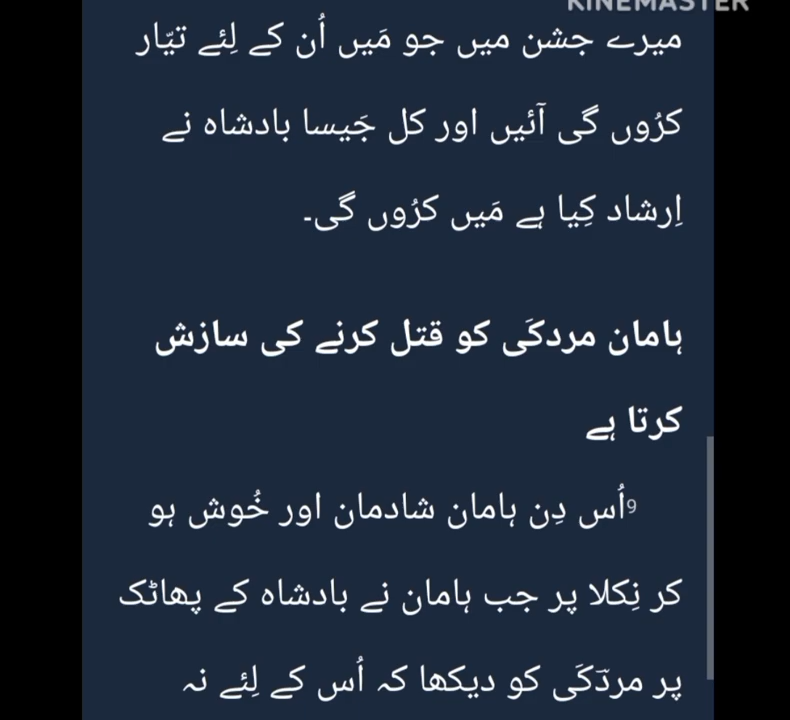 KINEMASTER
میرے جشن میں جو مَیں اُن کے لِئے تیّار
کرُوں گی آئیں اور کل جَیسا بادشاہ نے
اِرشاد کِیا ہے مَیں کرُوں گی۔
ہامان مردکَی کو قتل کرنے کی سازش
کرتا ہے
9اُس دِن ہامان شادمان اور خُوش ہو
کر نِکلا پر جب ہامان نے بادشاہ کے پھاٹک
پر مردؔکَی کو دیکھا کہ اُس کے لِئے نہ